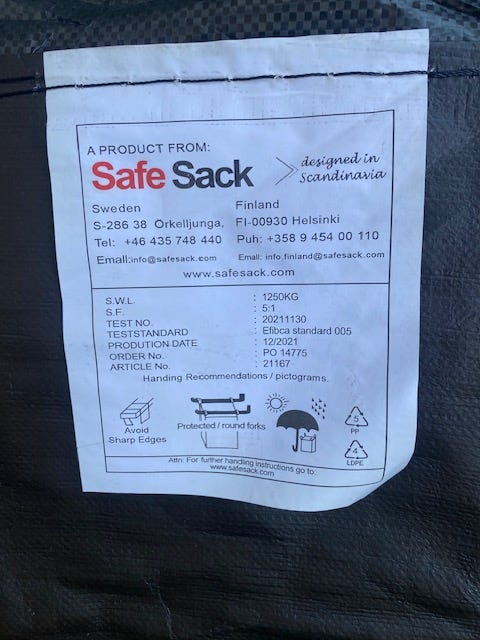 A PRODUCT FROM:
Safe Sack
designed in
Scandinavia
Sweden
S-286 38 Örkelljunga,
Tel: +46 435 748 440
Email:info@safesack.com
Finland
FI-00930 Helsinki
Puh: +358 9 454 00 110
Email: info.finland@safesack.com
www.safesack.com
S.W.L. : 1250KG
S.F. : 5:1
TEST NO. : 20211130
TESTSTANDARD : Efibca standard 005
PRODUTION DATE : 12/2021
ORDER No. : PO 14775
ARTICLE No. : 21167
Handing Recommendations / pictograms.
Avoid
Sharp Edges
Protected / round forks
5
PP
4
LDPE
Attn: For further handling instructions go to:
www.safesack.com